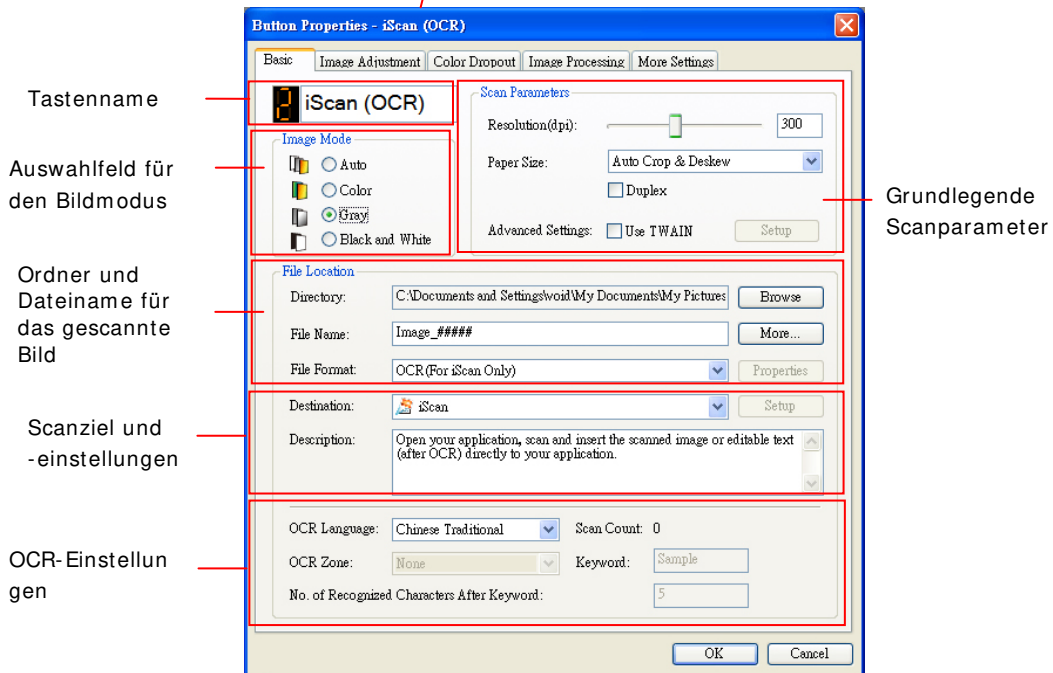 Button Properties - iScan (OCR)
Basic Image Adjustment Color Dropout Image Processing More Settings
Tastenname
2 iScan (OCR)
Auswahlfeld für
den Bildmodus
Image Mode
Auto
Color
Gray
Black and White
Scan Parameters
Resolution(dpi): 300
Paper Size: Auto Crop & Deskew
Duplex
Advanced Settings: Use TWAIN Setup
Grundlegende
Scanparameter
Ordner und
Dateiname für
das gescannte
Bild
File Location
Directory: C:\Documents and Settings\void\My Documents\My Pictures Browse
File Name: Image_##### More...
File Format: OCR(For iScan Only) Properties
Scanziel und
-einstellungen
Destination: iScan Setup
Description: Open your application, scan and insert the scanned image or editable text
(after OCR) directly to your application.
OCR-Einstellun
gen
OCR Language: Chinese Traditional Scan Count: 0
OCR Zone: None Keyword: Sample
No. of Recognized Characters After Keyword: 5
OK Cancel